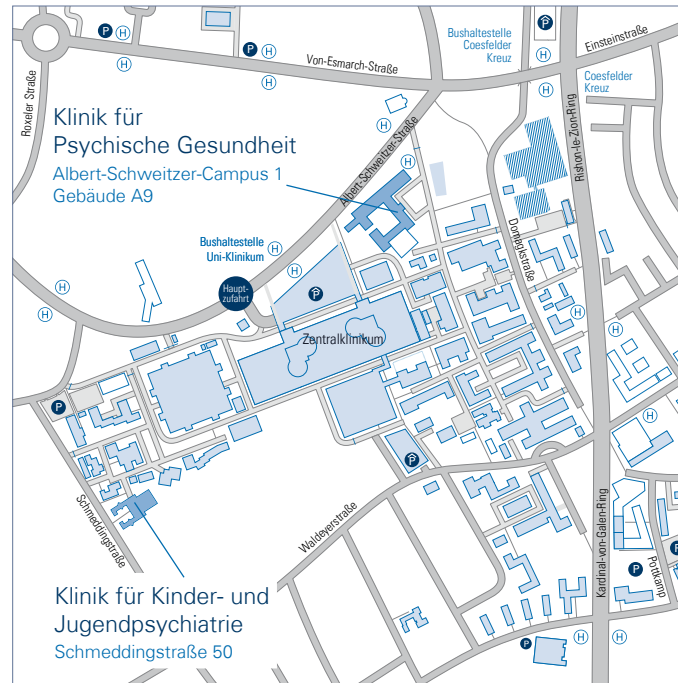 P
H
H
P
H
H
Von-Esmarch-Straße
Roxeler Straße
Bushaltestelle
Coesfelder
Kreuz
P
H
H
Einsteinstraße
Coesfelder
Kreuz
H
H
Rishon-le-Zion-Ring
Klinik für
Psychische Gesundheit
Albert-Schweitzer-Campus 1
Gebäude A9
Albert-Schweitzer-Straße
H
H
Domagkstraße
Bushaltestelle
Uni-Klinikum
H
H
H
H
Haupt-
zufahrt
P
Zentralklinikum
H
H
P
H
P
Schmeddingstraße
Waldeyerstraße
Kardinal-von-Galen-Ring
Pottkamp
P
P
Klinik für Kinder- und
Jugendpsychiatrie
Schmeddingstraße 50
P
H
H